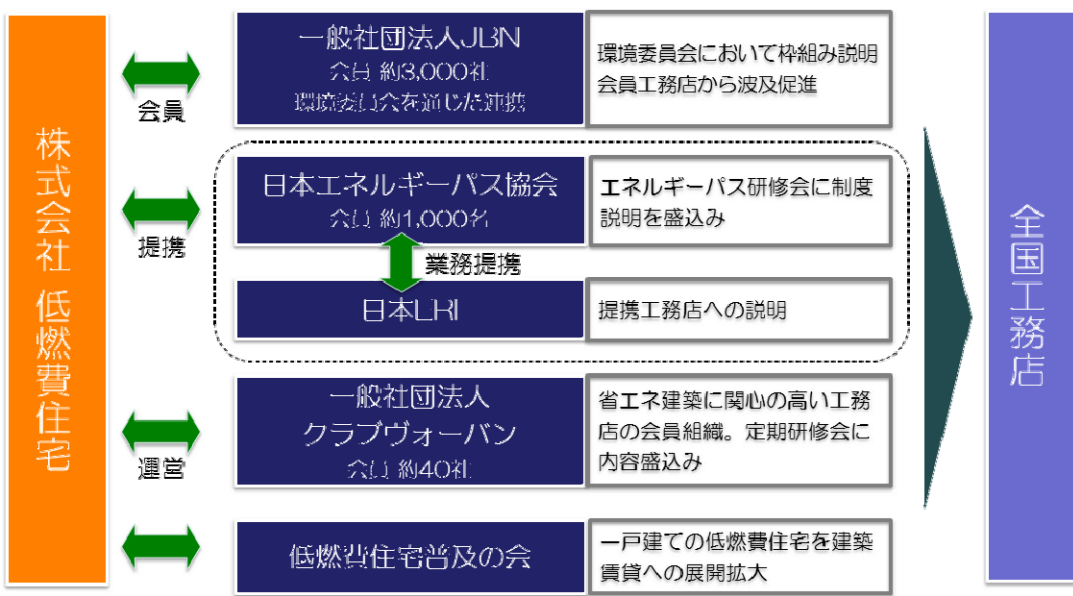 株式会社 低燃費住宅
会員
一般社団法人JBN
会員 約3,000社
環境委員会を通じた連携
環境委員会において枠組み説明
会員工務店から波及促進
提携
日本エネルギーパス協会
会員 約1,000名
エネルギーパス研修会に制度
説明を盛込み
業務提携
日本ERI
提携工務店への説明
運営
一般社団法人
クラブヴォーバン
会員 約40社
省エネ建築に関心の高い工務
店の会員組織。定期研修会に
内容盛込み
低燃費住宅普及の会
一戸建ての低燃費住宅を建築
賃貸への展開拡大
全国工務店